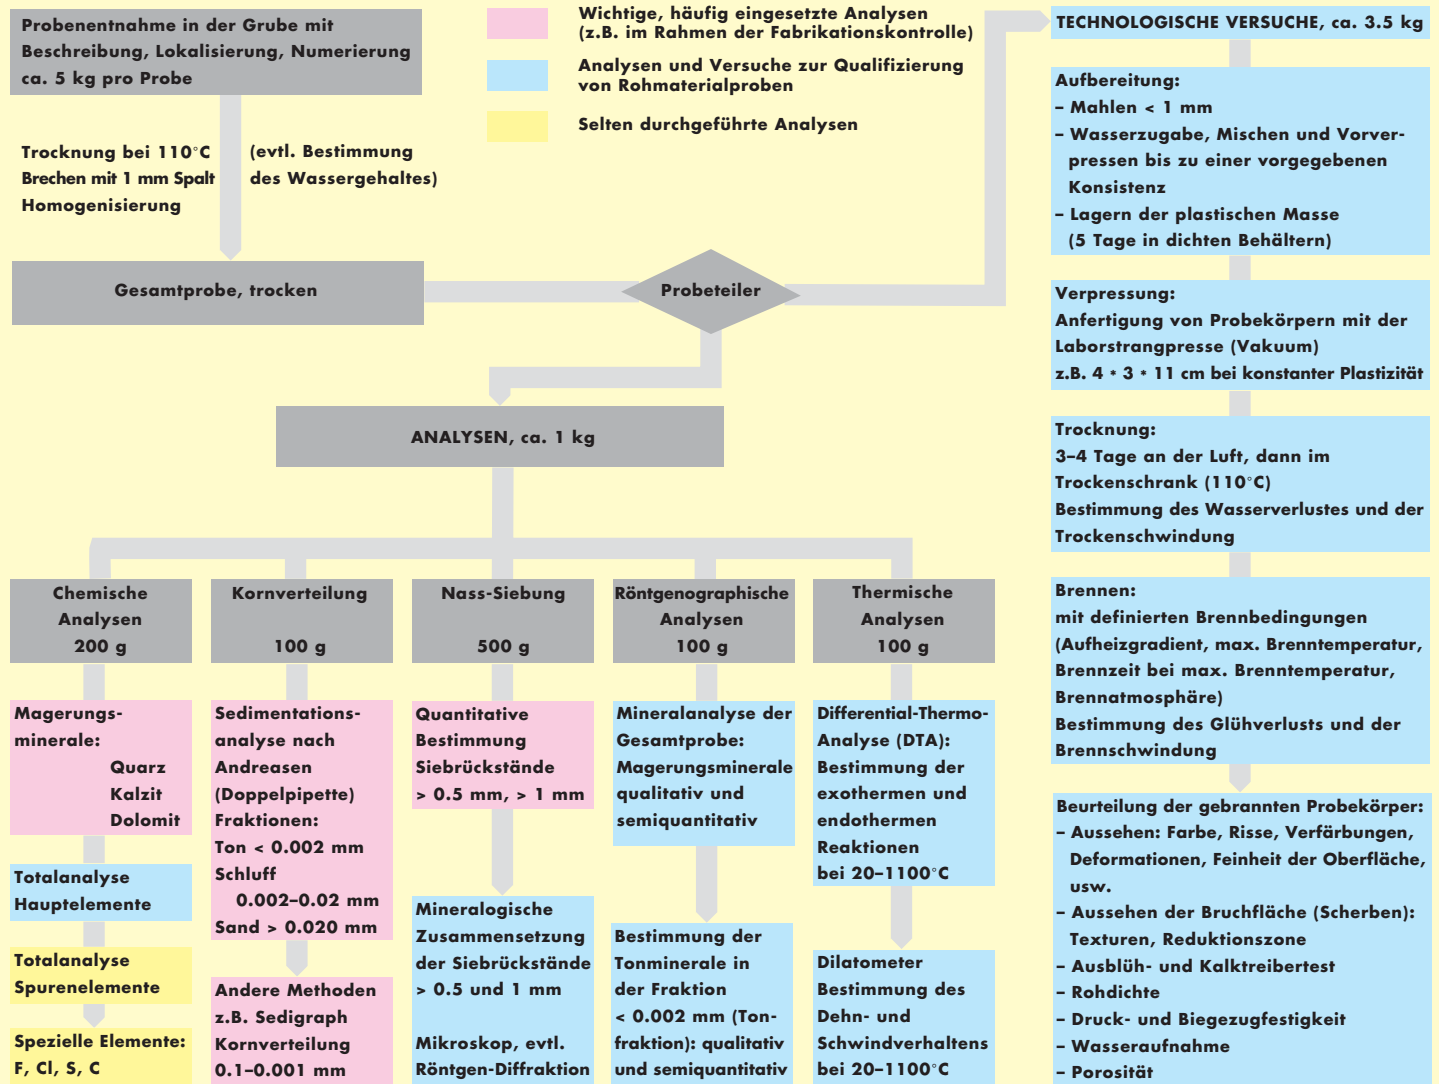 Probenentnahme in der Grube mit
Beschreibung, Lokalisierung, Numerierung
ca. 5 kg pro Probe
Wichtige, häufig eingesetzte Analysen
(z.B. im Rahmen der Fabrikationskontrolle)
Analysen und Versuche zur Qualifizierung
von Rohmaterialproben
Selten durchgeführte Analysen
Trocknung bei 110°C
Brechen mit 1 mm Spalt
Homogenisierung
(evtl. Bestimmung
des Wassergehaltes)
Gesamtprobe, trocken
Probeteiler
ANALYSEN, ca. 1 kg
Chemische
Analysen
200 g
Magerungs-
minerale:
Quarz
Kalzit
Dolomit
Totalanalyse
Hauptelemente
Totalanalyse
Spurenelemente
Spezielle Elemente:
F, Cl, S, C
Kornverteilung
100 g
Sedimentations-
analyse nach
Andreasen
(Doppelpipette)
Fraktionen:
Ton < 0.002 mm
Schluff
0.002–0.02 mm
Sand > 0.020 mm
Andere Methoden
z.B. Sedigraph
Kornverteilung
0.1–0.001 mm
Nass-Siebung
500 g
Quantitative
Bestimmung
Siebrückstände
> 0.5 mm, > 1 mm
Mineralogische
Zusammensetzung
der Siebrückstände
> 0.5 und 1 mm
Mikroskop, evtl.
Röntgen-Diffraktion
Röntgenographische
Analysen
100 g
Mineralanalyse der
Gesamtprobe:
Magerungsminerale
qualitativ und
semiquantitativ
Bestimmung der
Tonminerale in
der Fraktion
< 0.002 mm (Ton-
fraktion): qualitativ
und semiquantitativ
Thermische
Analysen
100 g
Differential-Thermo-
Analyse (DTA):
Bestimmung der
exothermen und
endothermen
Reaktionen
bei 20–1100°C
Dilatometer
Bestimmung des
Dehn- und
Schwindverhaltens
bei 20–1100°C
TECHNOLOGISCHE VERSUCHE, ca. 3.5 kg
Aufbereitung:
– Mahlen < 1 mm
– Wasserzugabe, Mischen und Vorver-
pressen bis zu einer vorgegebenen
Konsistenz
– Lagern der plastischen Masse
(5 Tage in dichten Behältern)
Verpressung:
Anfertigung von Probekörpern mit der
Laborstrangpresse (Vakuum)
z.B. 4 * 3 * 11 cm bei konstanter Plastizität
Trocknung:
3–4 Tage an der Luft, dann im
Trockenschrank (110°C)
Bestimmung des Wasserverlustes und der
Trockenschwindung
Brennen:
mit definierten Brennbedingungen
(Aufheizgradient, max. Brenntemperatur,
Brennzeit bei max. Brenntemperatur,
Brennatmosphäre)
Bestimmung des Glühverlusts und der
Brennschwindung
Beurteilung der gebrannten Probekörper:
– Aussehen: Farbe, Risse, Verfärbungen,
Deformationen, Feinheit der Oberfläche,
usw.
– Aussehen der Bruchfläche (Scherben):
Texturen, Reduktionszone
– Ausblüh- und Kalktreibertest
– Rohdichte
– Druck- und Biegezugfestigkeit
– Wasseraufnahme
– Porosität